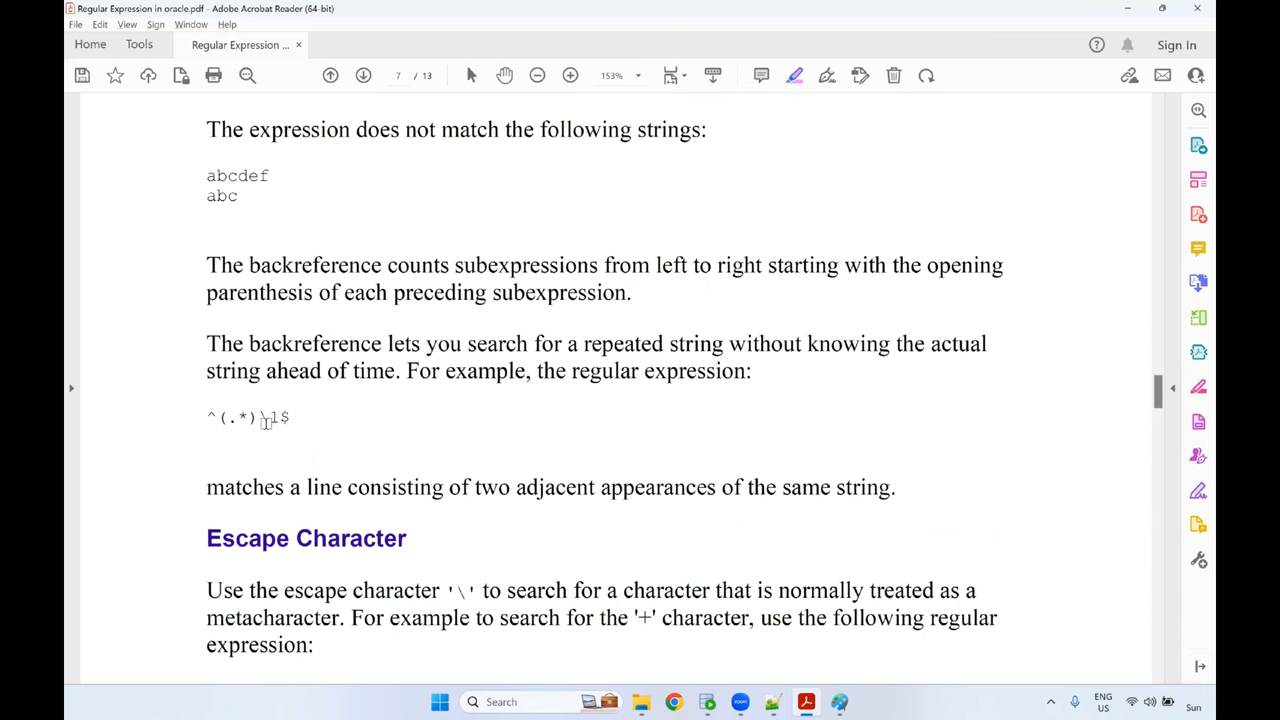 Regular Expression in oracle.pdf - Adobe Acrobat Reader (64-bit)
File Edit View Sign Window Help
Home Tools Regular Expression ... × Sign In
7 / 13 153%
The expression does not match the following strings:
abcdef
abc
The backreference counts subexpressions from left to right starting with the opening
parenthesis of each preceding subexpression.
The backreference lets you search for a repeated string without knowing the actual
string ahead of time. For example, the regular expression:
^(.*)\1$
matches a line consisting of two adjacent appearances of the same string.
Escape Character
Use the escape character '\' to search for a character that is normally treated as a
metacharacter. For example to search for the '+' character, use the following regular
expression:
Search
ENG
US
Sun